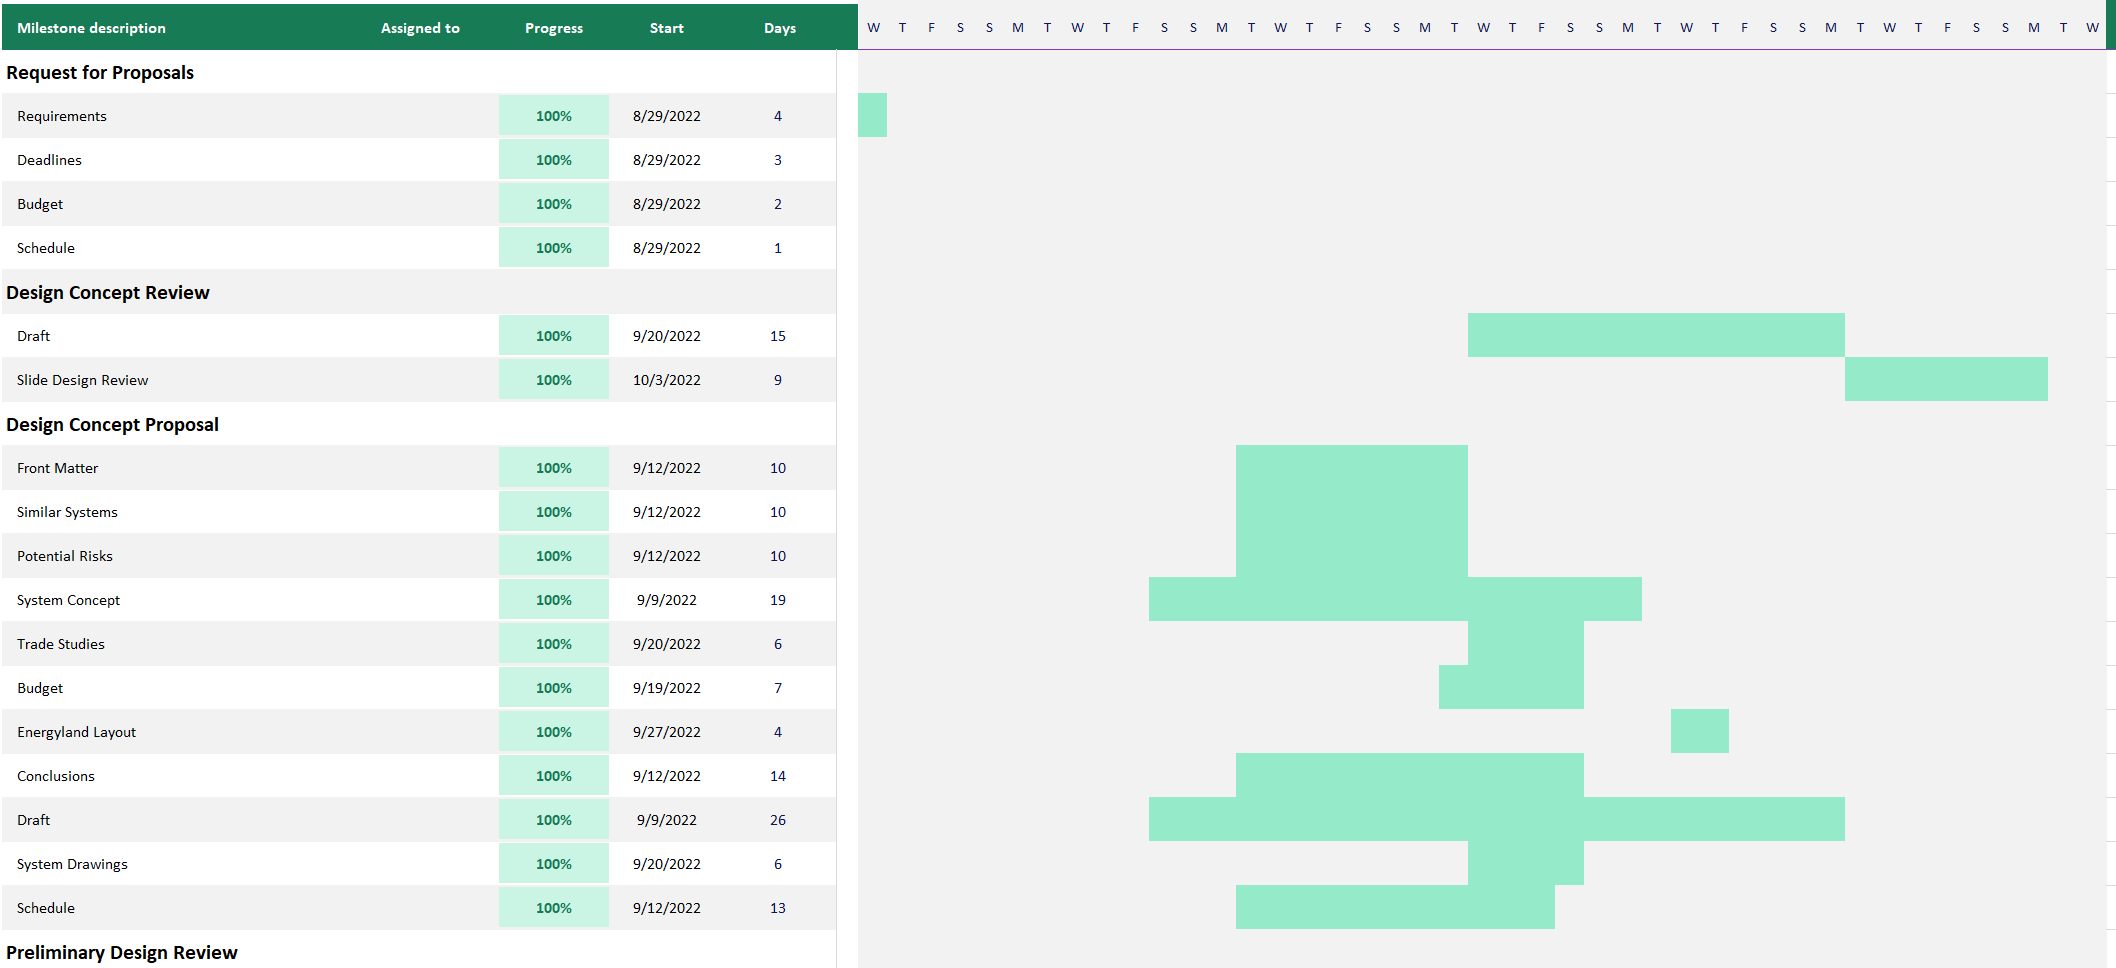 Milestone description Assigned to Progress Start Days W T F S S M T W T F S S M T W T F S S M T W T F S S M T W T F S S M T W T F S S M T W
Request for Proposals
Requirements 100% 8/29/2022 4
Deadlines 100% 8/29/2022 3
Budget 100% 8/29/2022 2
Schedule 100% 8/29/2022 1
Design Concept Review
Draft 100% 9/20/2022 15
Slide Design Review 100% 10/3/2022 9
Design Concept Proposal
Front Matter 100% 9/12/2022 10
Similar Systems 100% 9/12/2022 10
Potential Risks 100% 9/12/2022 10
System Concept 100% 9/9/2022 19
Trade Studies 100% 9/20/2022 6
Budget 100% 9/19/2022 7
Energyland Layout 100% 9/27/2022 4
Conclusions 100% 9/12/2022 14
Draft 100% 9/9/2022 26
System Drawings 100% 9/20/2022 6
Schedule 100% 9/12/2022 13
Preliminary Design Review